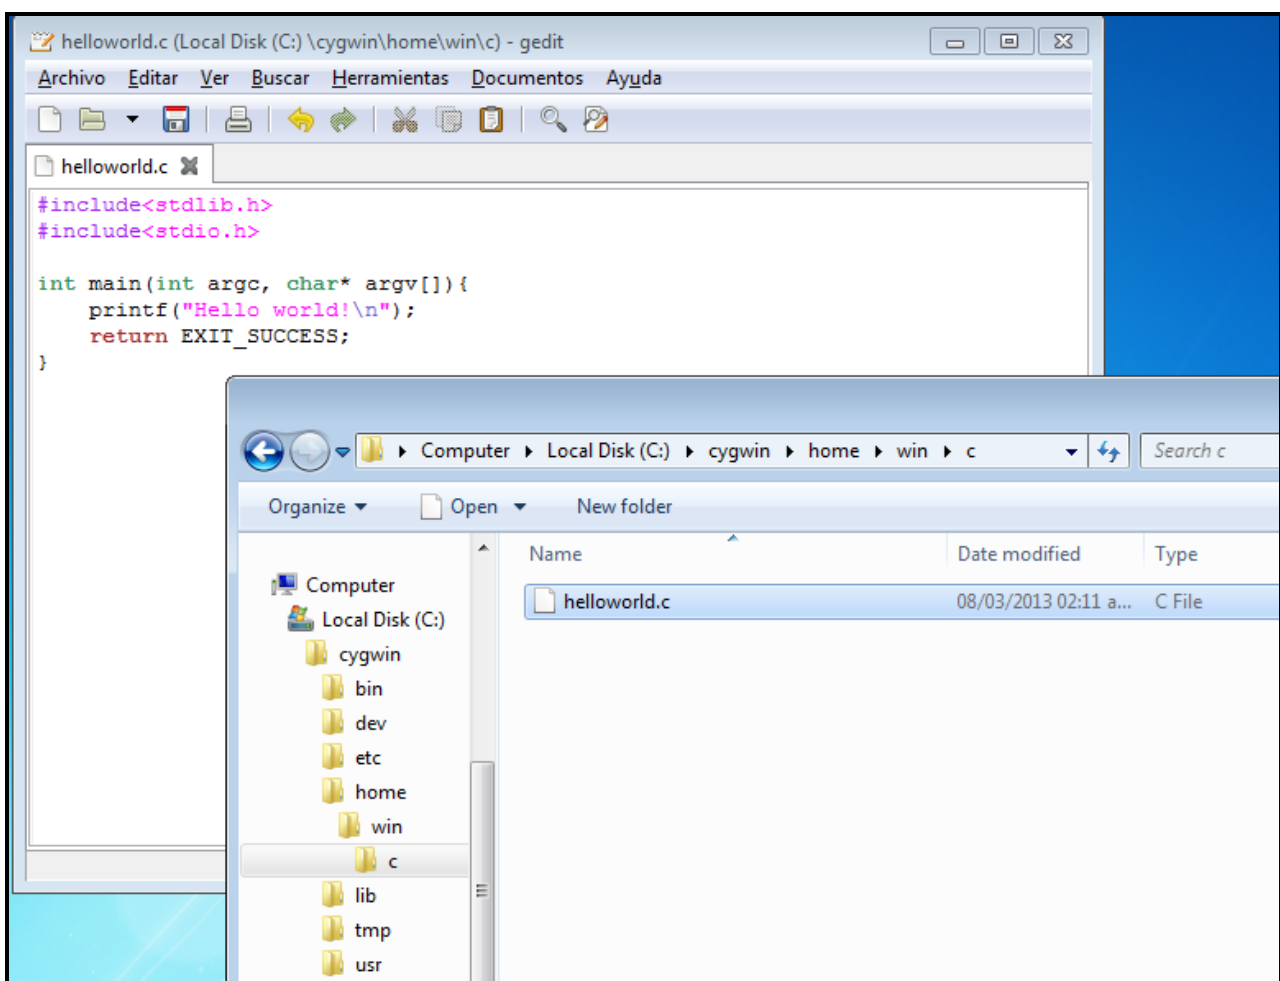 helloworld.c (Local Disk (C:) \cygwin\home\win\c) - gedit
Archivo Editar Ver Buscar Herramientas Documentos Ayuda
helloworld.c
#include<stdlib.h>
#include<stdio.h>
int main(int argc, char* argv[]){
printf("Hello world!\n");
return EXIT_SUCCESS;
}
Computer Local Disk (C:) cygwin home win c Search c
Organize Open New folder
Name Date modified Type
helloworld.c 08/03/2013 02:11 a... C File
Computer
Local Disk (C:)
cygwin
bin
dev
etc
home
win
c
lib
tmp
usr